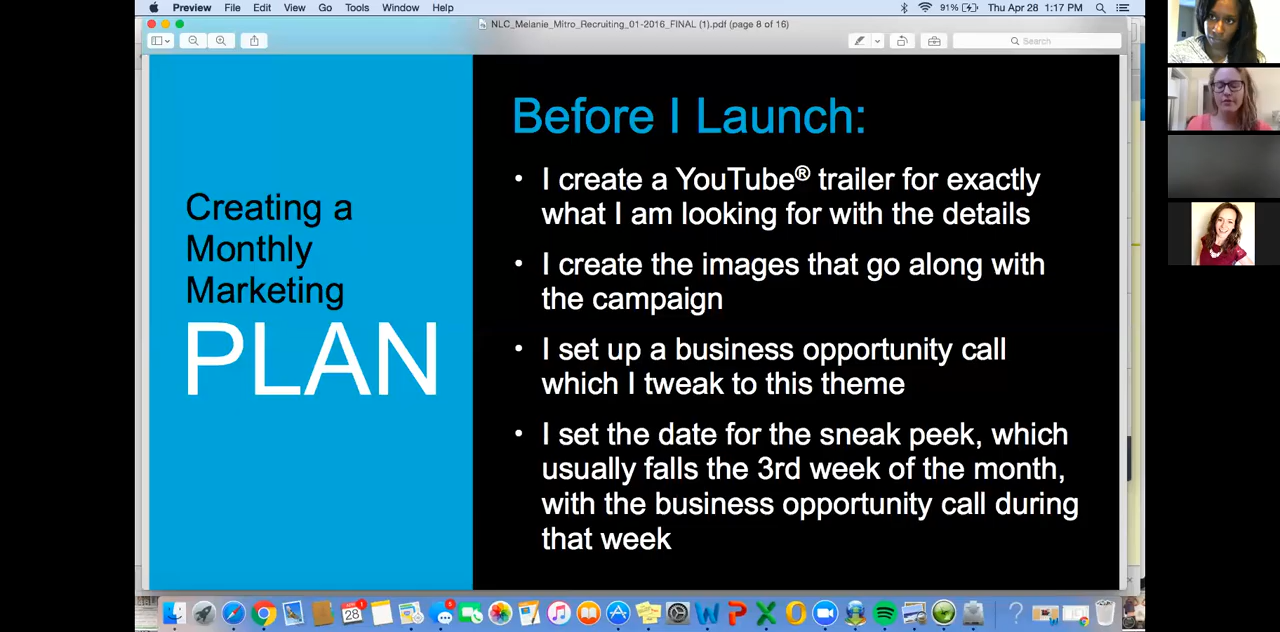 Preview File Edit View Go Tools Window Help
91% Thu Apr 28 1:17 PM
NLC_Melanie_Mitro_Recruiting_01-2016_FINAL (1).pdf (page 8 of 16)
Search
Creating a
Monthly
Marketing
PLAN
Before I Launch:
• I create a YouTube® trailer for exactly
what I am looking for with the details
• I create the images that go along with
the campaign
• I set up a business opportunity call
which I tweak to this theme
• I set the date for the sneak peek, which
usually falls the 3rd week of the month,
with the business opportunity call during
that week
28